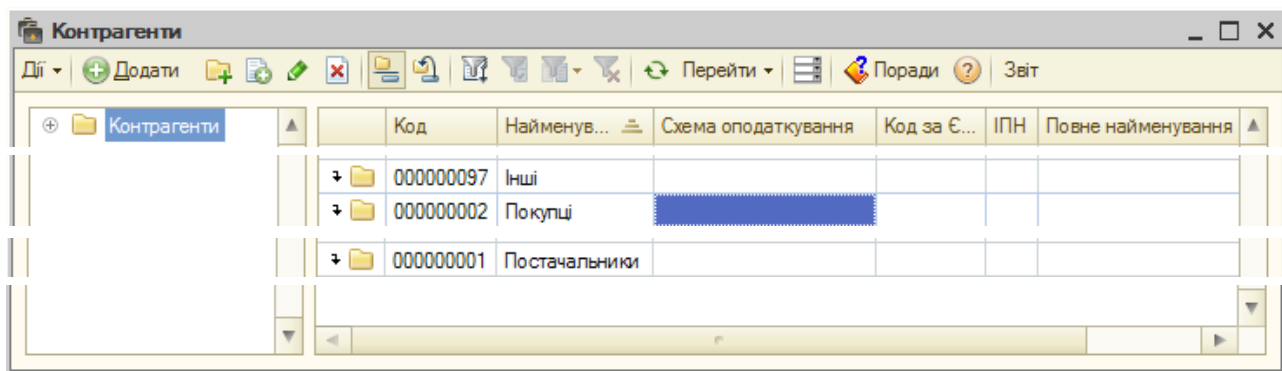 Контрагенти
Дії Додати Перейти Поради Звіт
Контрагенти
Код Найменув... Схема оподаткування Код за Є... ІПН Повне найменування
000000097 Інші
000000002 Покупці
000000001 Постачальники